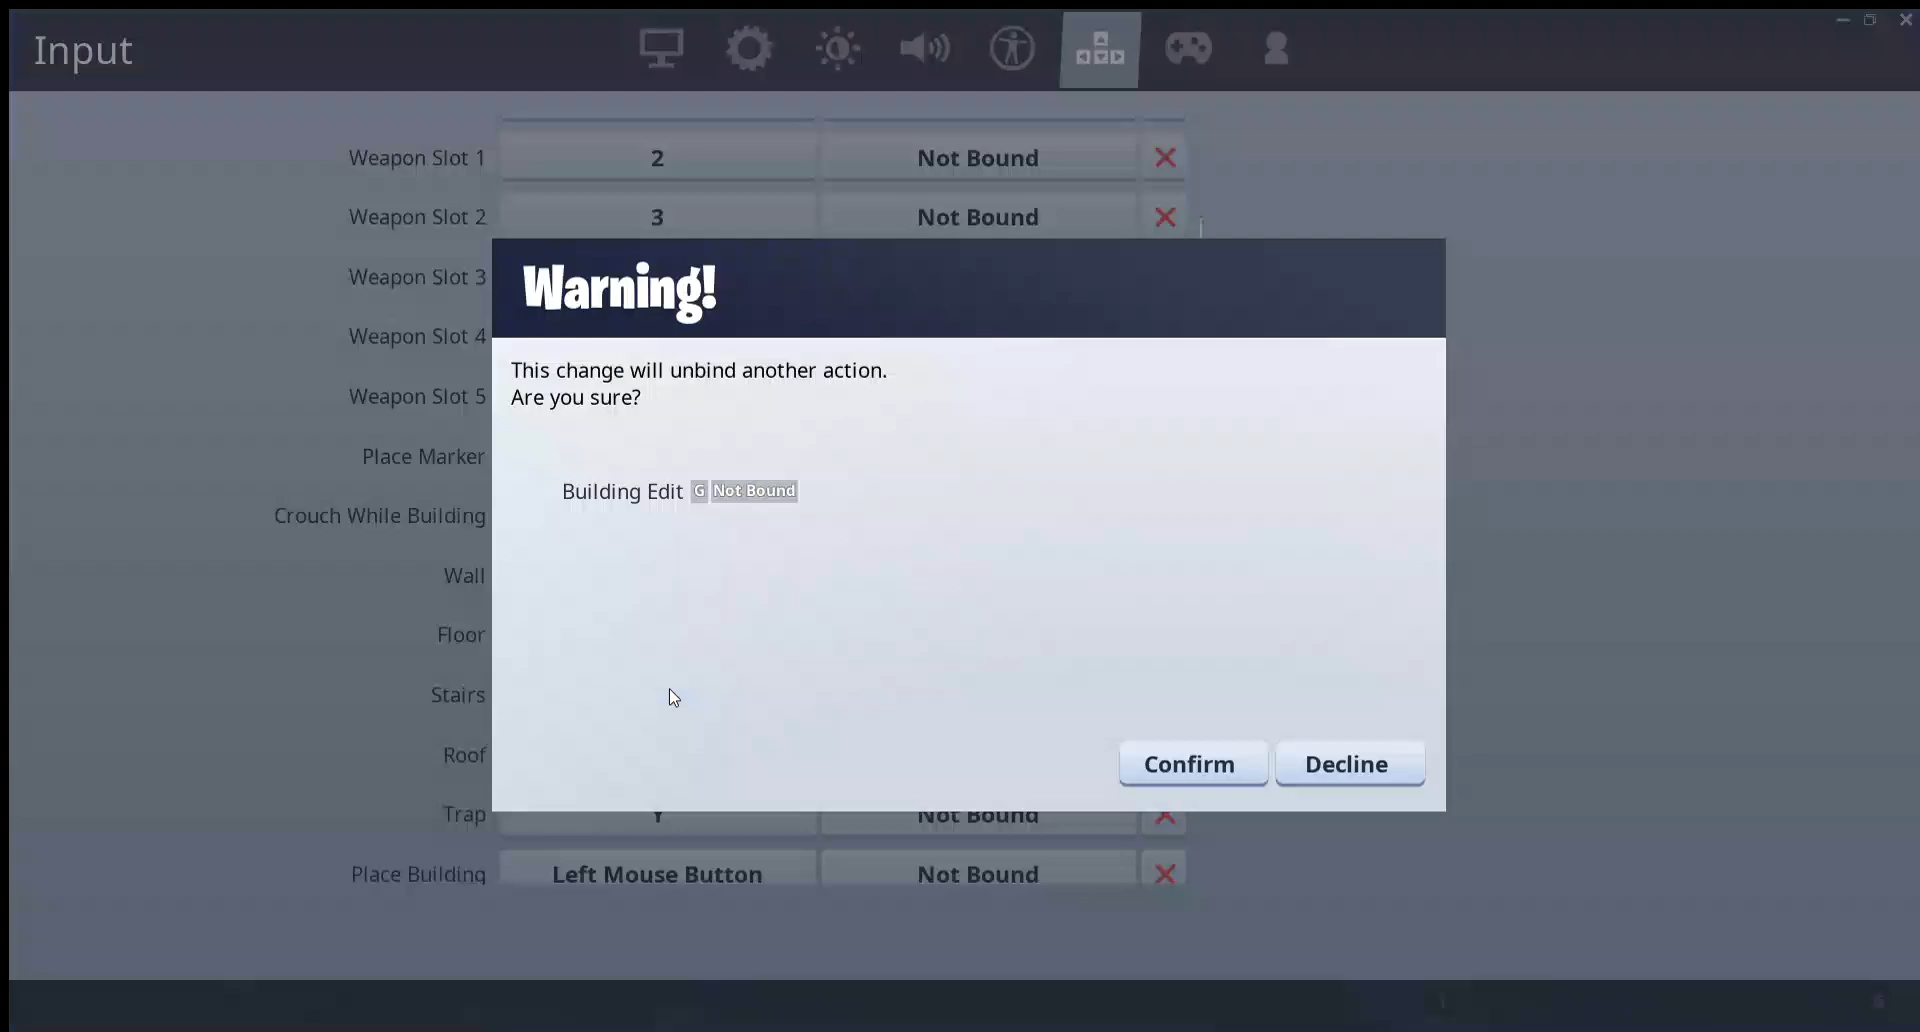 Input
Weapon Slot 1 2 Not Bound
Weapon Slot 2 3 Not Bound
Weapon Slot 3
Weapon Slot 4
Weapon Slot 5
Place Marker
Crouch While Building
Wall
Floor
Stairs
Roof
Trap Y Not Bound
Place Building Left Mouse Button Not Bound
Warning!
This change will unbind another action.
Are you sure?
Building Edit G Not Bound
Confirm Decline